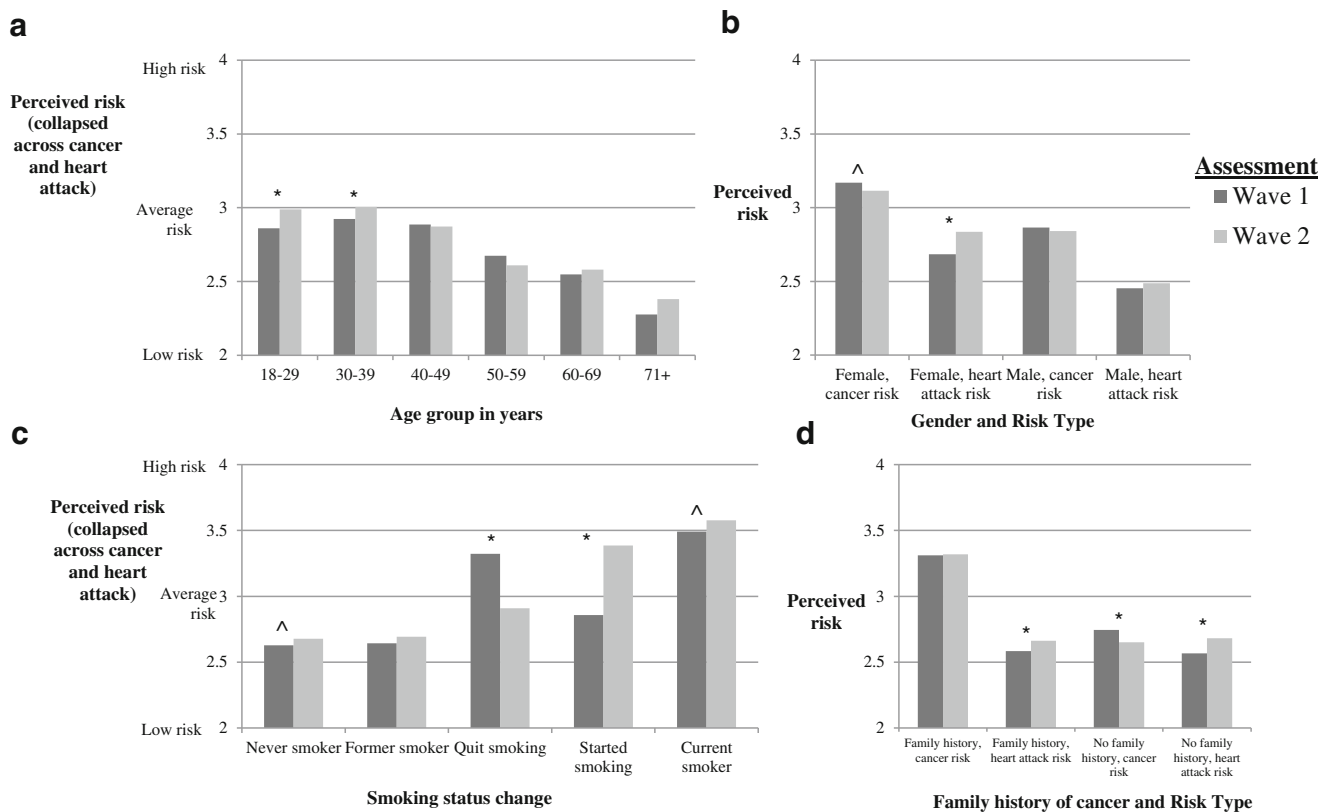 a
Perceived risk
(collapsed
across cancer
and heart
attack)
High risk
Average
risk
Low risk
4
3.5
3
2.5
2
*
*
18-29 30-39 40-49 50-59 60-69 71+
Age group in years
b
Perceived
risk
4
3.5
3
2.5
2
^
*
Female,
cancer risk
Female, heart
attack risk
Male, cancer
risk
Male, heart
attack risk
Gender and Risk Type
Assessment
Wave 1
Wave 2
c
Perceived risk
(collapsed
across cancer
and heart
attack)
High risk
Average
risk
Low risk
4
3.5
3
2.5
2
^
*
*
^
Never smoker
Former smoker
Quit smoking
Started
smoking
Current
smoker
Smoking status change
d
Perceived
risk
4
3.5
3
2.5
2
*
*
*
Family history,
cancer risk
Family history,
heart attack risk
No family
history, cancer
risk
No family
history, heart
attack risk
Family history of cancer and Risk Type